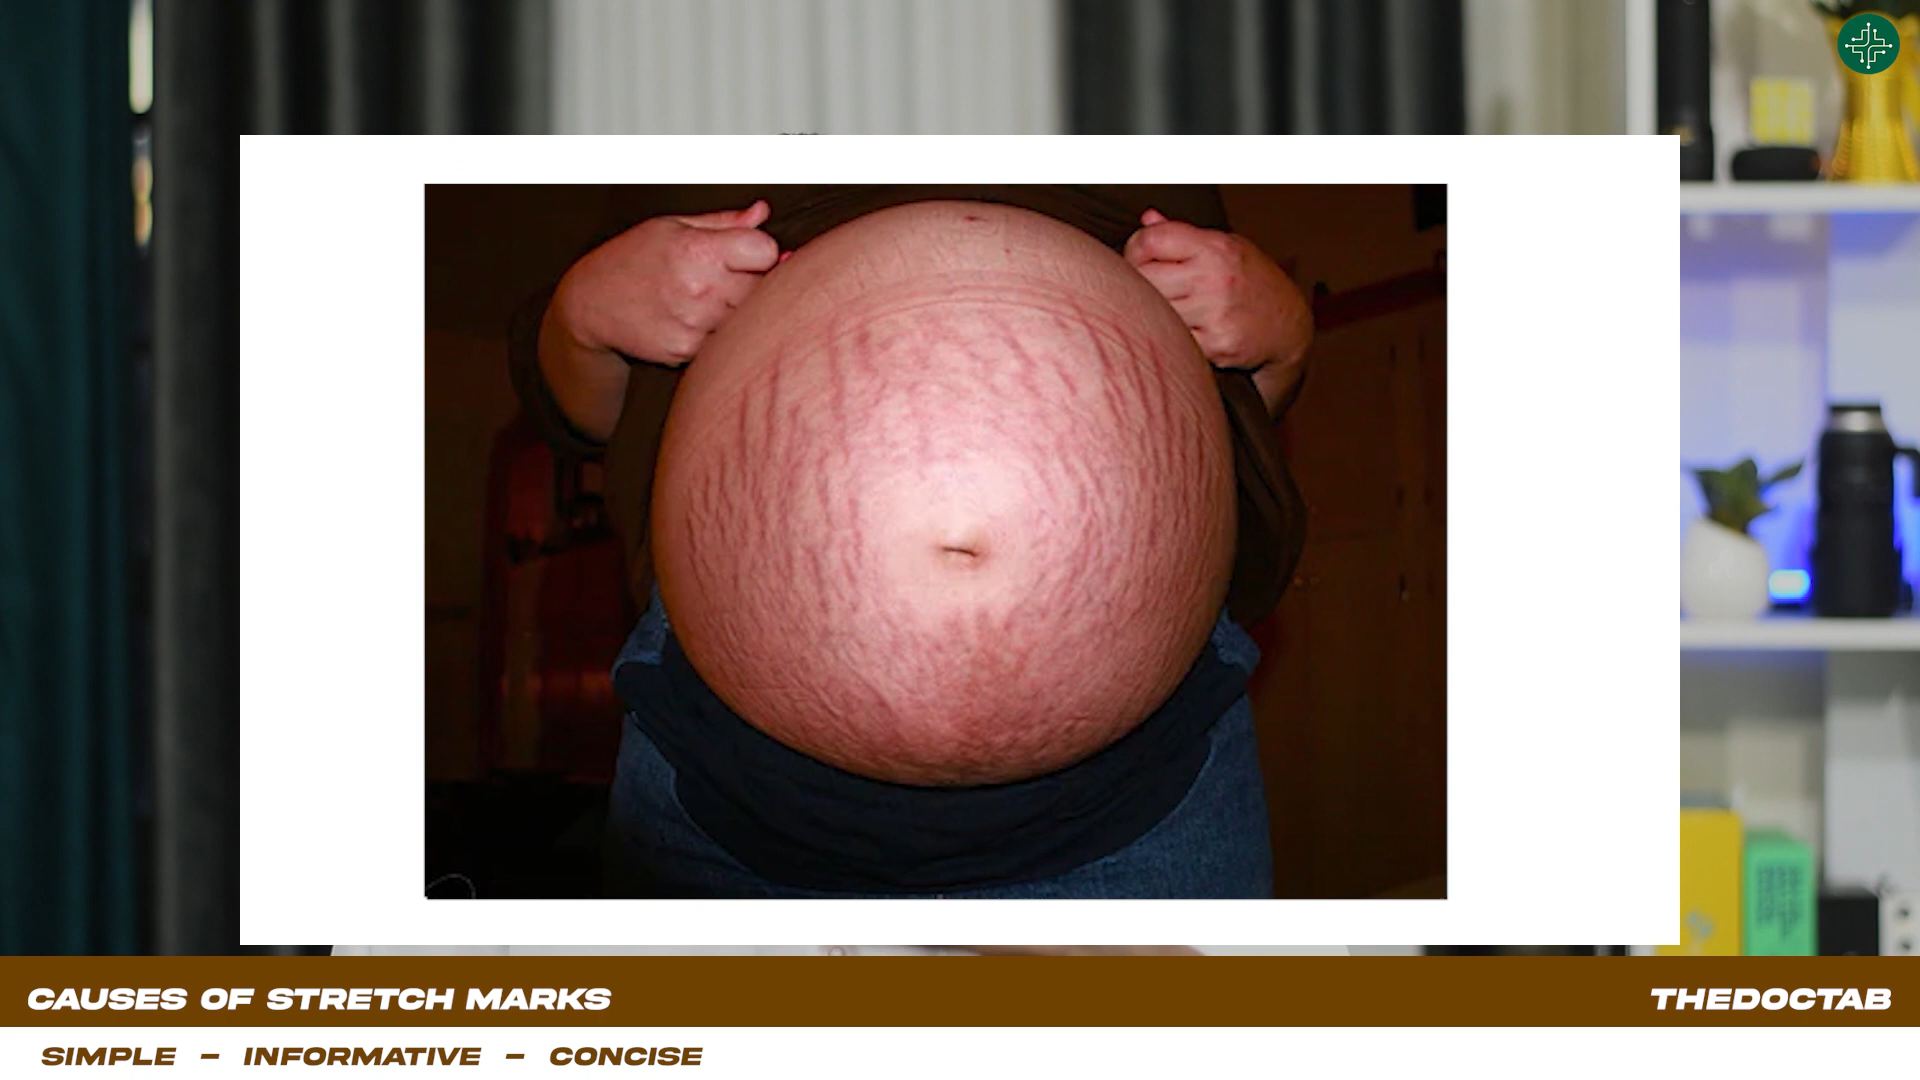 CAUSES OF STRETCH MARKS
THEDOCTAB
SIMPLE - INFORMATIVE - CONCISE